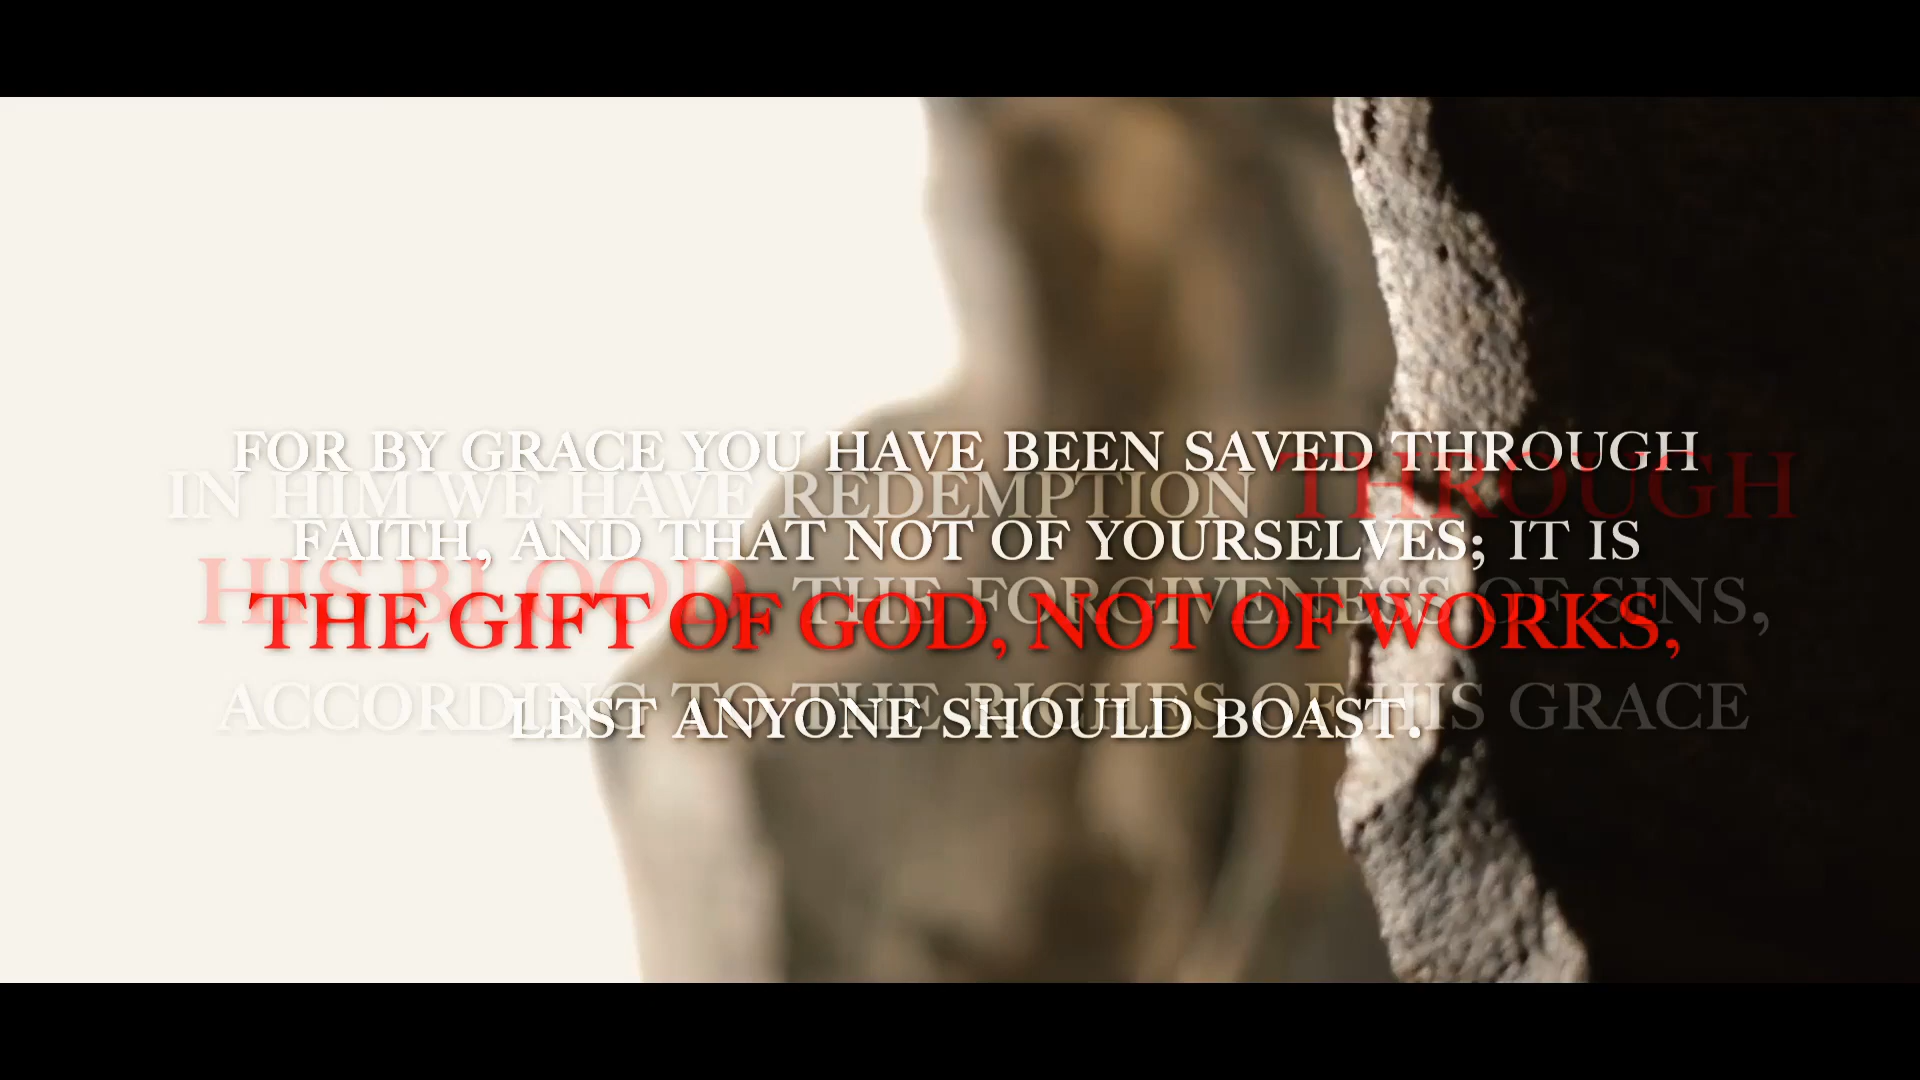 FOR BY GRACE YOU HAVE BEEN SAVED THROUGH
FAITH, AND THAT NOT OF YOURSELVES; IT IS
THE GIFT OF GOD, NOT OF WORKS,
LEST ANYONE SHOULD BOAST.
IN HIM WE HAVE REDEMPTION THROUGH
HIS BLOOD, THE FORGIVENESS OF SINS,
ACCORDING TO THE RICHES OF HIS GRACE